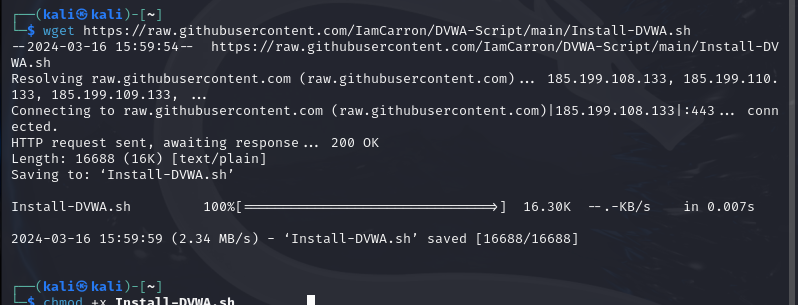 ┌──(kali㉿kali)-[~]
└─$ wget https://raw.githubusercontent.com/IamCarron/DVWA-Script/main/Install-DVWA.sh
--2024-03-16 15:59:54-- https://raw.githubusercontent.com/IamCarron/DVWA-Script/main/Install-DV
WA.sh
Resolving raw.githubusercontent.com (raw.githubusercontent.com)... 185.199.108.133, 185.199.110.
133, 185.199.109.133, ...
Connecting to raw.githubusercontent.com (raw.githubusercontent.com)|185.199.108.133|:443... conn
ected.
HTTP request sent, awaiting response... 200 OK
Length: 16688 (16K) [text/plain]
Saving to: ‘Install-DVWA.sh’
Install-DVWA.sh 100%[================================>] 16.30K --.-KB/s in 0.007s
2024-03-16 15:59:59 (2.34 MB/s) - ‘Install-DVWA.sh’ saved [16688/16688]
┌──(kali㉿kali)-[~]
└─$ chmod +x Install-DVWA.sh